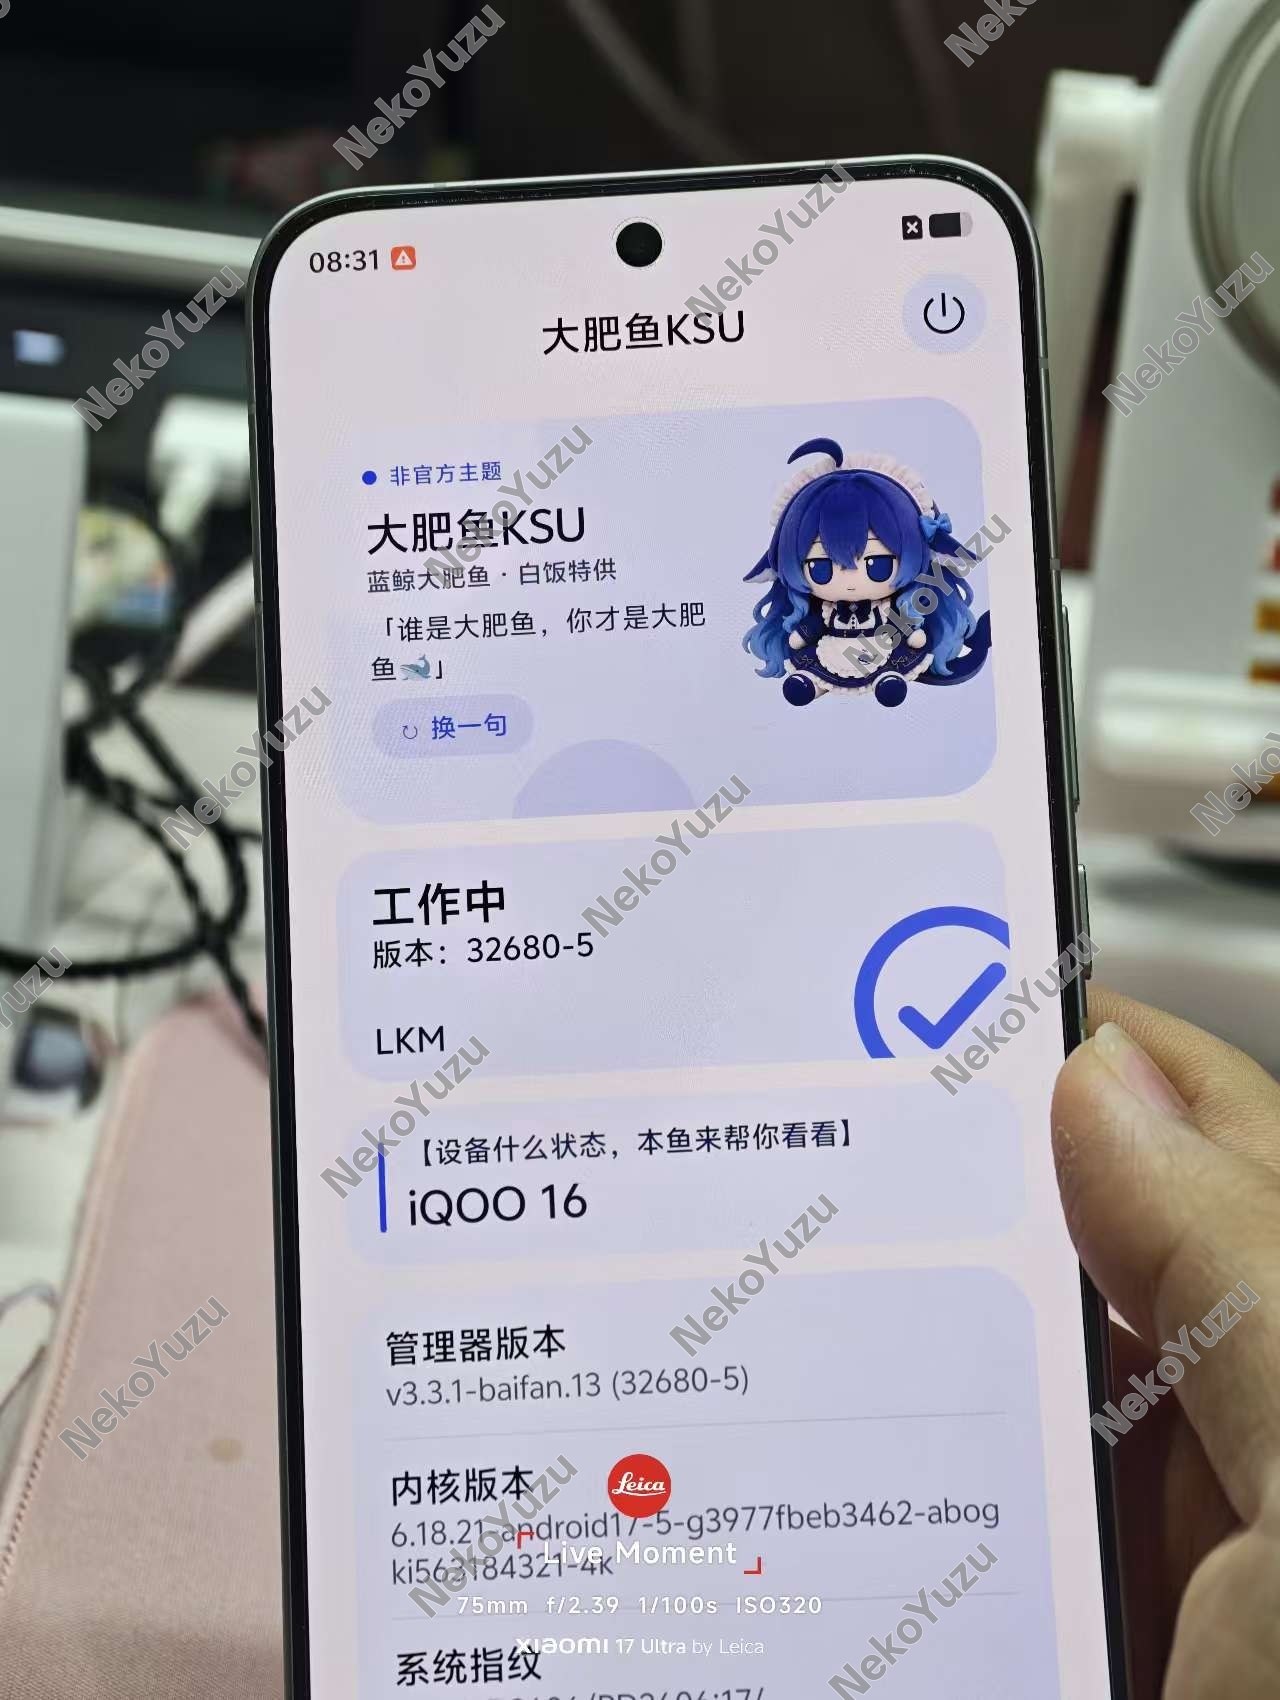 08:31
大肥鱼KSU
非官方主题
大肥鱼KSU
蓝鲸大肥鱼 · 白饭特供
「谁是大肥鱼，你才是大肥
鱼🐳」
换一句
工作中
版本：32680-5
LKM
【设备什么状态，本鱼来帮你看看】
iQOO 16
管理器版本
v3.3.1-baifan.13 (32680-5)
内核版本
6.18.21-android17-5-g3977fbeb3462-abog
ki563184321-4k
系统指纹
Leica
Live Moment
75mm f/2.39 1/100s ISO320
xiaomi 17 Ultra by Leica
NekoYuzu